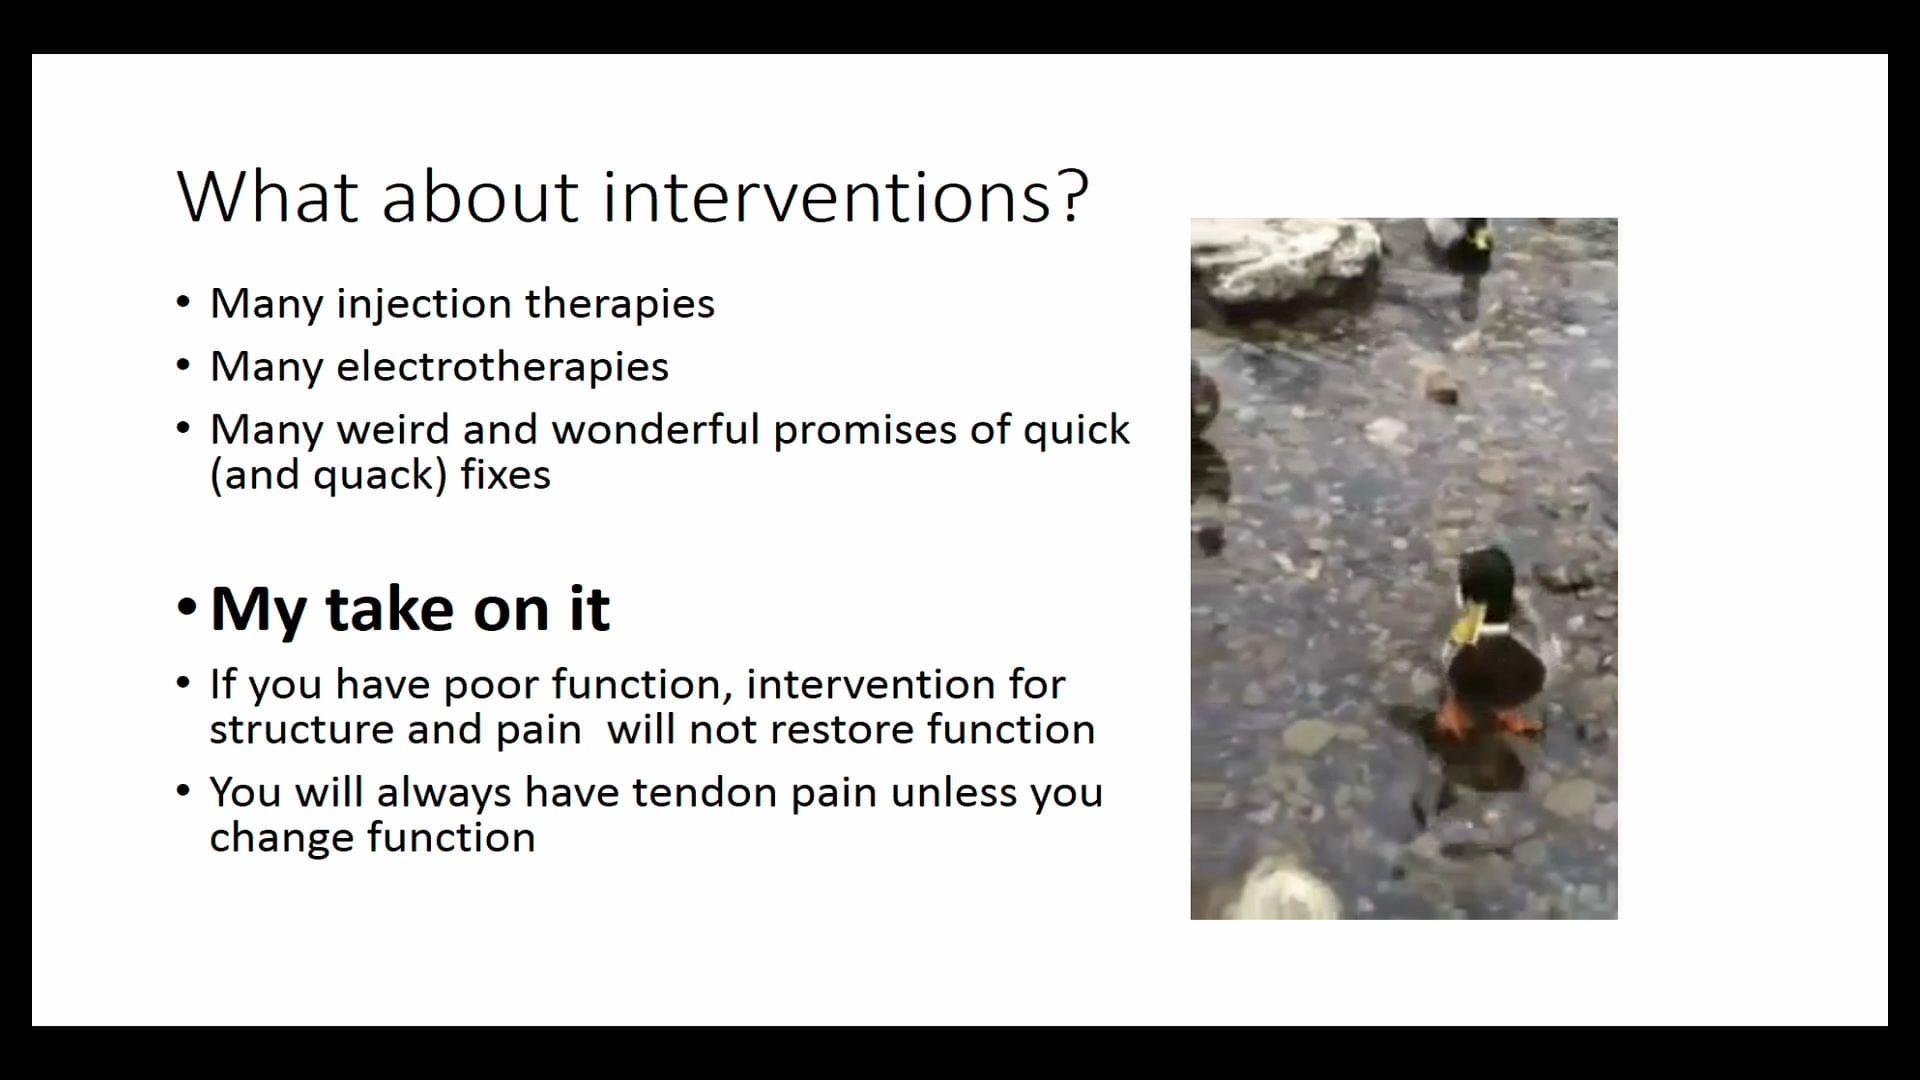 What about interventions?
• Many injection therapies
• Many electrotherapies
• Many weird and wonderful promises of quick
(and quack) fixes
• My take on it
• If you have poor function, intervention for
structure and pain  will not restore function
• You will always have tendon pain unless you
change function